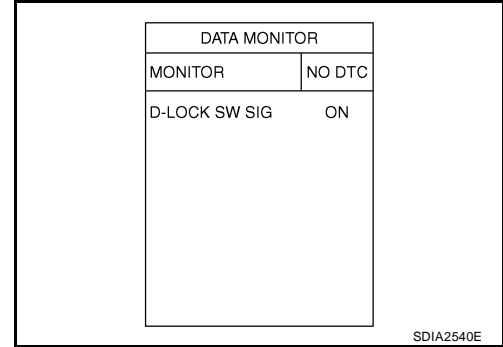 DATA MONITOR
MONITOR NO DTC
D-LOCK SW SIG ON
SDIA2540E